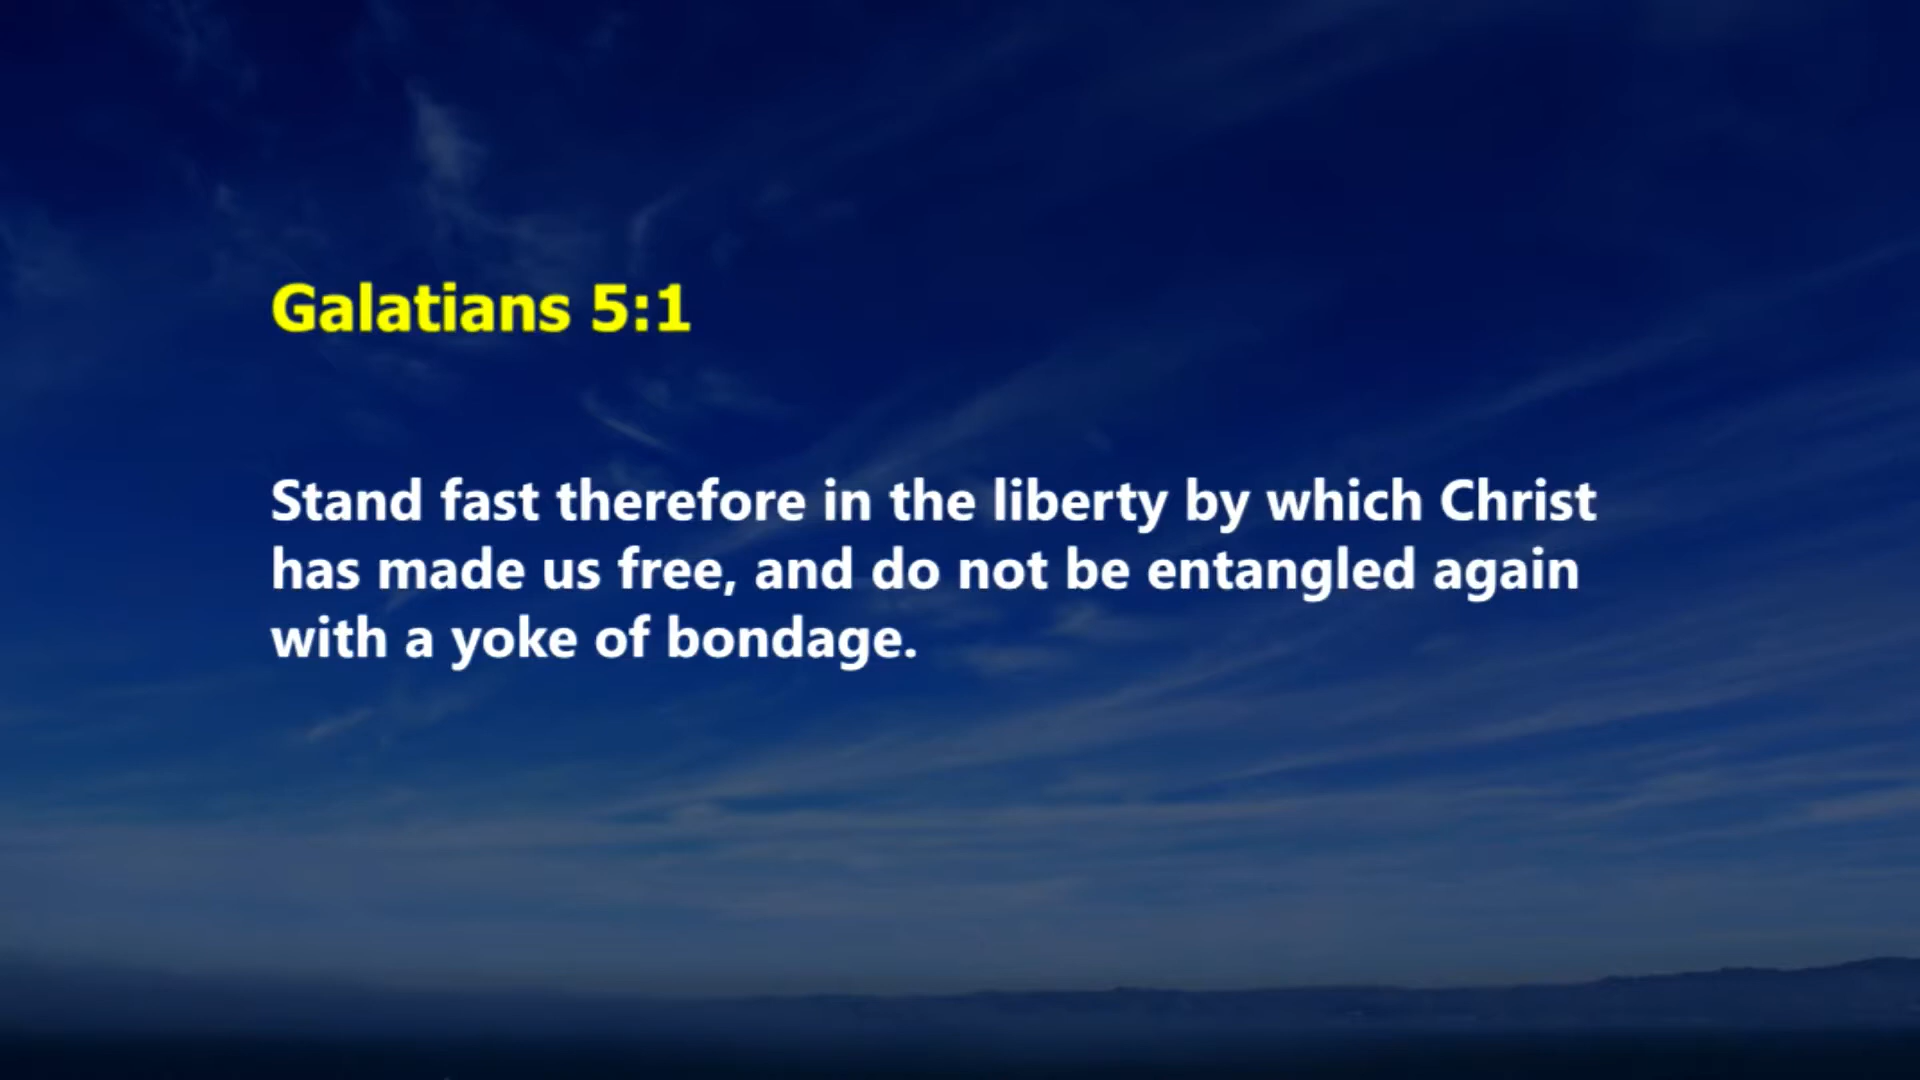 Galatians 5:1
Stand fast therefore in the liberty by which Christ
has made us free, and do not be entangled again
with a yoke of bondage.